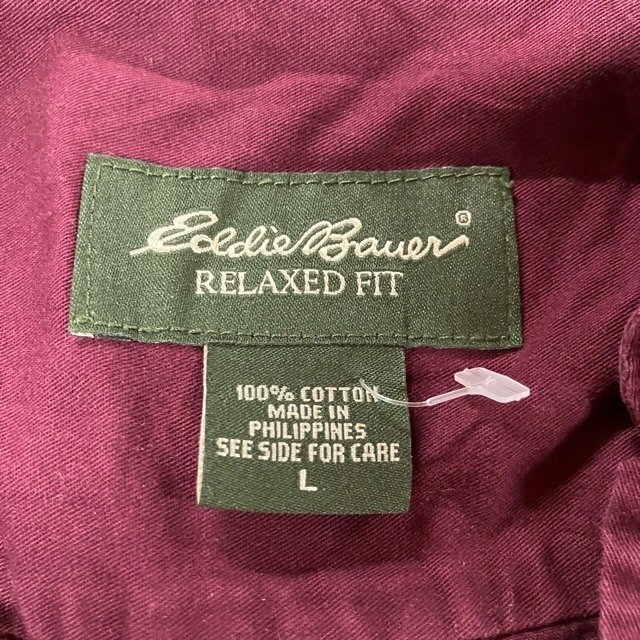 Eddie Bauer®
RELAXED FIT
100% COTTON
MADE IN
PHILIPPINES
SEE SIDE FOR CARE
L